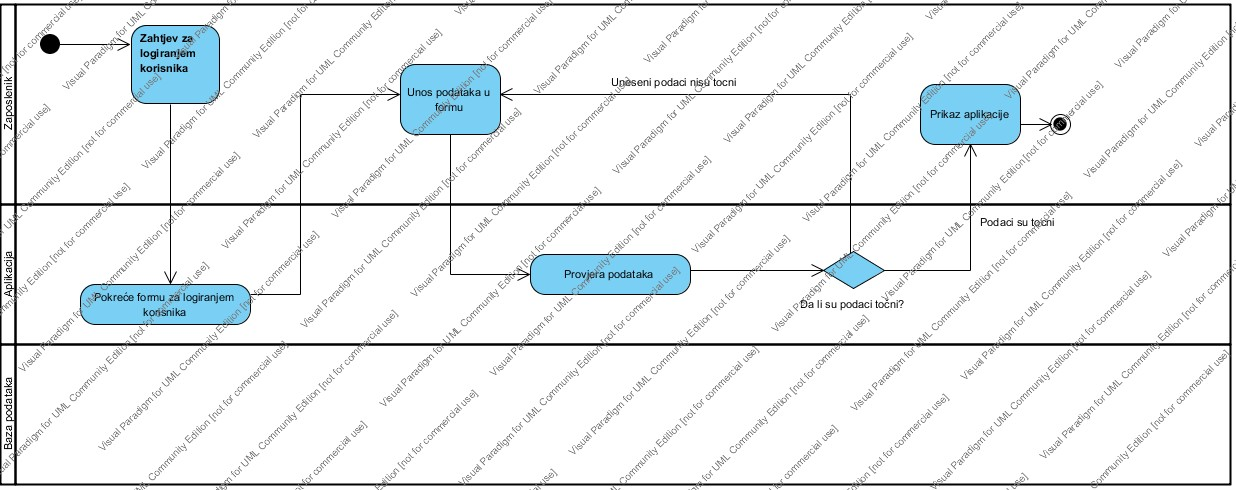 Zaposlenik
Zahtjev za
logiranjem
korisnika
Unos podataka u
formu
Uneseni podaci nisu tocni
Prikaz aplikacije
Aplikacija
Pokreće formu za logiranjem
korisnika
Provjera podataka
Da li su podaci točni?
Podaci su tocni
Baza podataka
Visual Paradigm for UML Community Edition [not for commercial use]